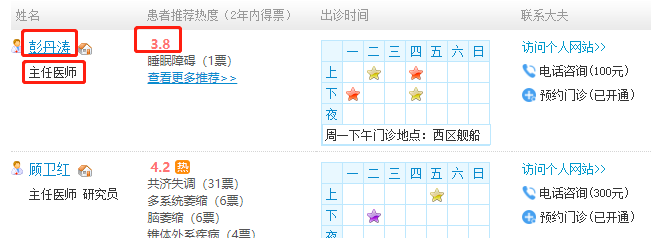 姓名 患者推荐热度（2年内得票） 出诊时间 联系大夫
彭丹涛
主任医师
3.8
睡眠障碍（1票）
查看更多推荐>>
一 二 三 四 五 六 日
上
下
夜
周一下午门诊地点：西区舰船
访问个人网站>>
电话咨询(100元)
预约门诊(已开通)
顾卫红
主任医师 研究员
4.2 热
共济失调（31票）
多系统萎缩（6票）
脑萎缩（6票）
锥体外系疾病（4票）
一 二 三 四 五 六 日
上
下
夜
访问个人网站>>
电话咨询(300元)
预约门诊(已开通)